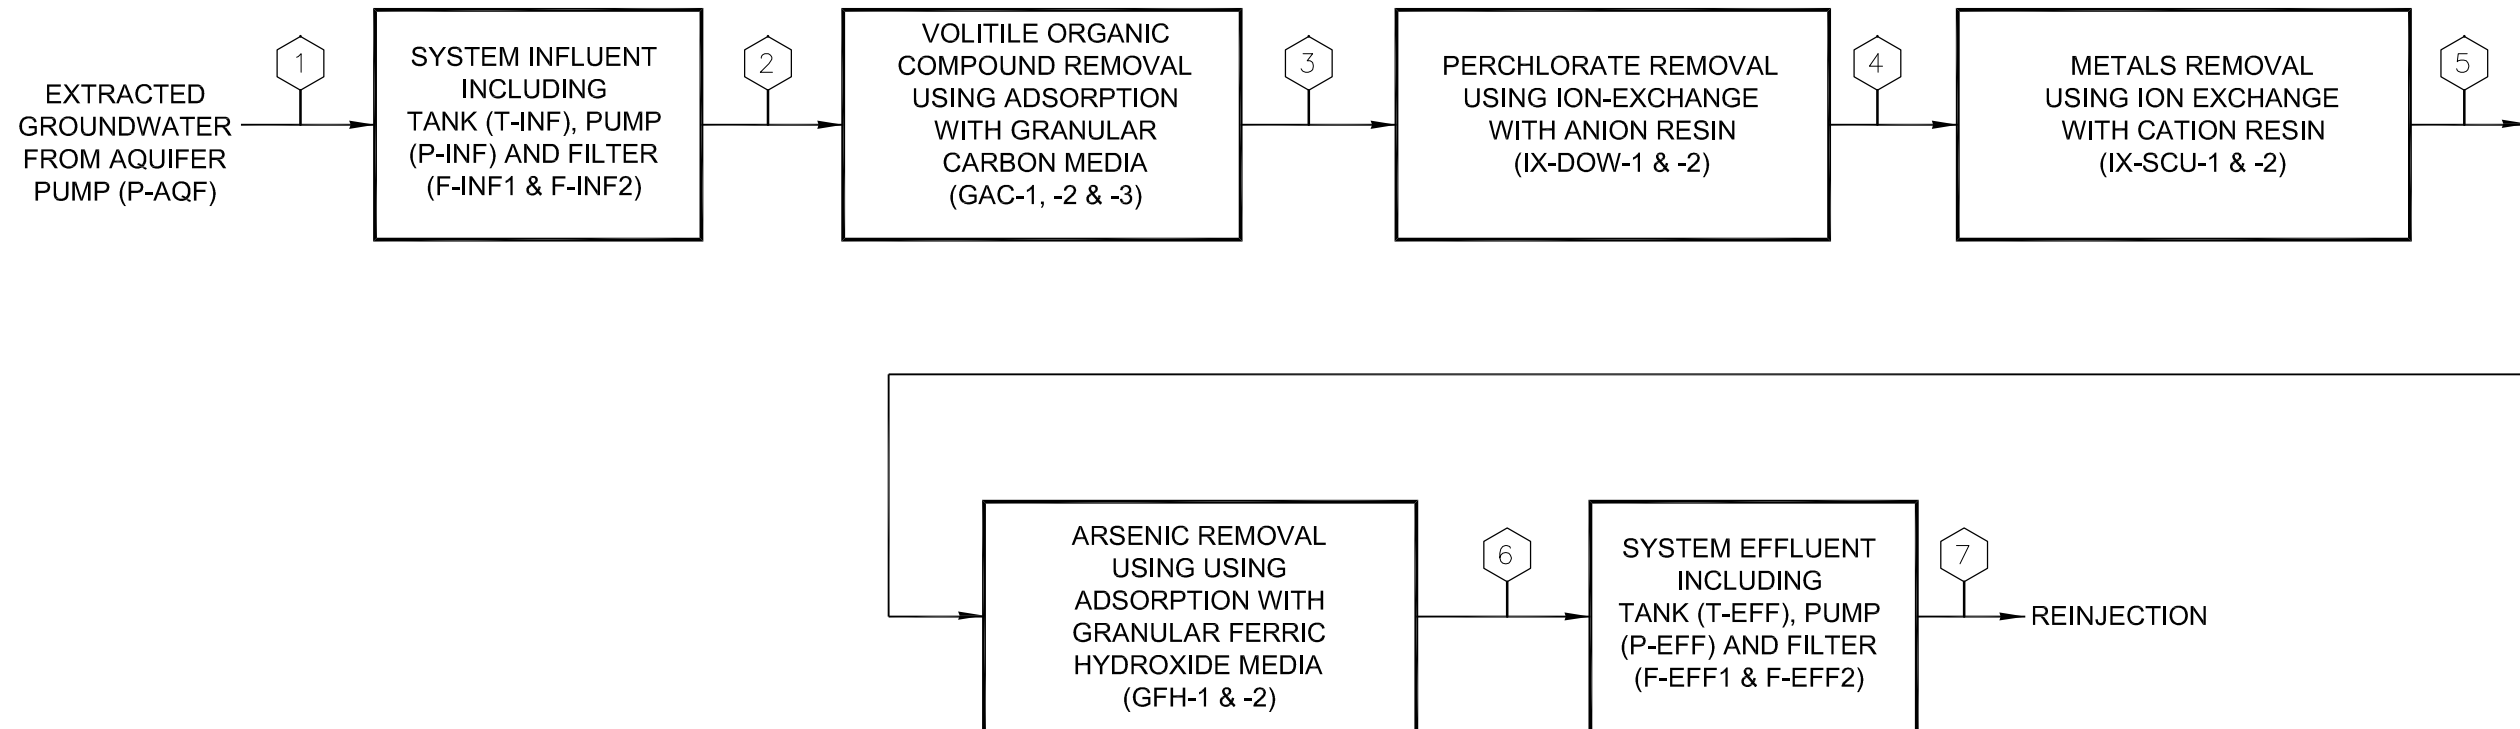 EXTRACTED
GROUNDWATER
FROM AQUIFER
PUMP (P-AQF)
1
SYSTEM INFLUENT
INCLUDING
TANK (T-INF), PUMP
(P-INF) AND FILTER
(F-INF1 & F-INF2)
2
VOLITILE ORGANIC
COMPOUND REMOVAL
USING ADSORPTION
WITH GRANULAR
CARBON MEDIA
(GAC-1, -2 & -3)
3
PERCHLORATE REMOVAL
USING ION-EXCHANGE
WITH ANION RESIN
(IX-DOW-1 & -2)
4
METALS REMOVAL
USING ION EXCHANGE
WITH CATION RESIN
(IX-SCU-1 & -2)
5
ARSENIC REMOVAL
USING USING
ADSORPTION WITH
GRANULAR FERRIC
HYDROXIDE MEDIA
(GFH-1 & -2)
6
SYSTEM EFFLUENT
INCLUDING
TANK (T-EFF), PUMP
(P-EFF) AND FILTER
(F-EFF1 & F-EFF2)
7
REINJECTION